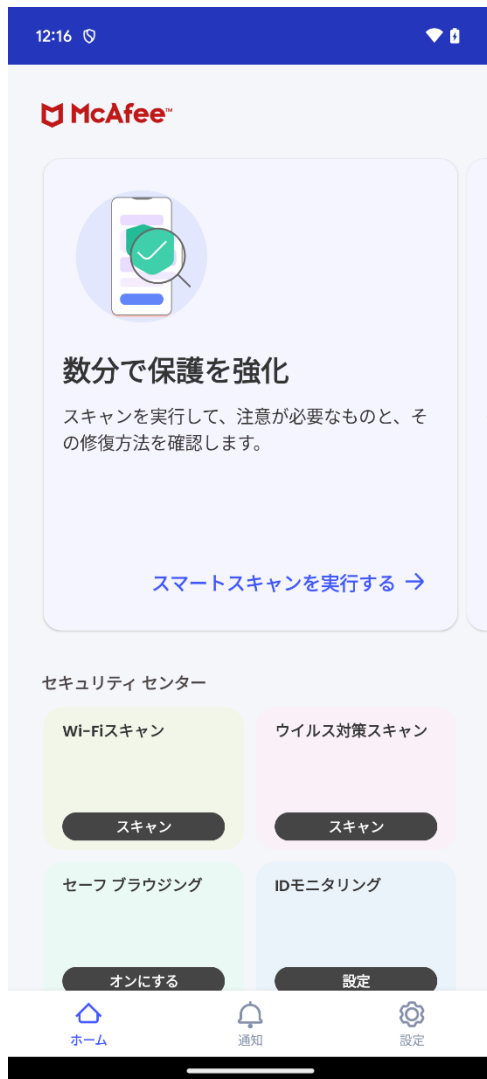 12:16
McAfee™
数分で保護を強化
スキャンを実行して、注意が必要なものと、そ
の修復方法を確認します。
スマートスキャンを実行する →
セキュリティ センター
Wi-Fiスキャン
ウイルス対策スキャン
スキャン
スキャン
セーフ ブラウジング
IDモニタリング
オンにする
設定
ホーム
通知
設定